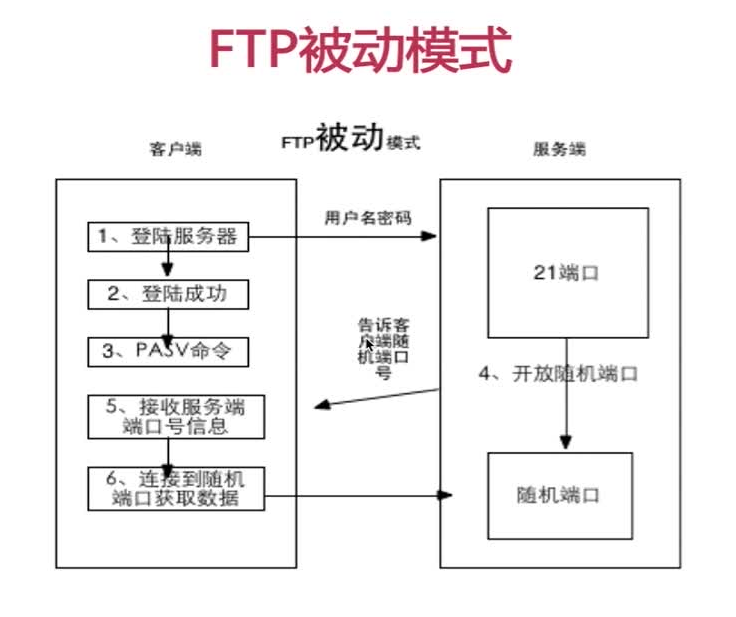 FTP被动模式
FTP被动模式
客户端
服务端
用户名密码
1、登陆服务器
2、登陆成功
3、PASV命令
告诉客
户端随
机端口
号
5、接收服务端
端口号信息
6、连接到随机
端口获取数据
21端口
4、开放随机端口
随机端口